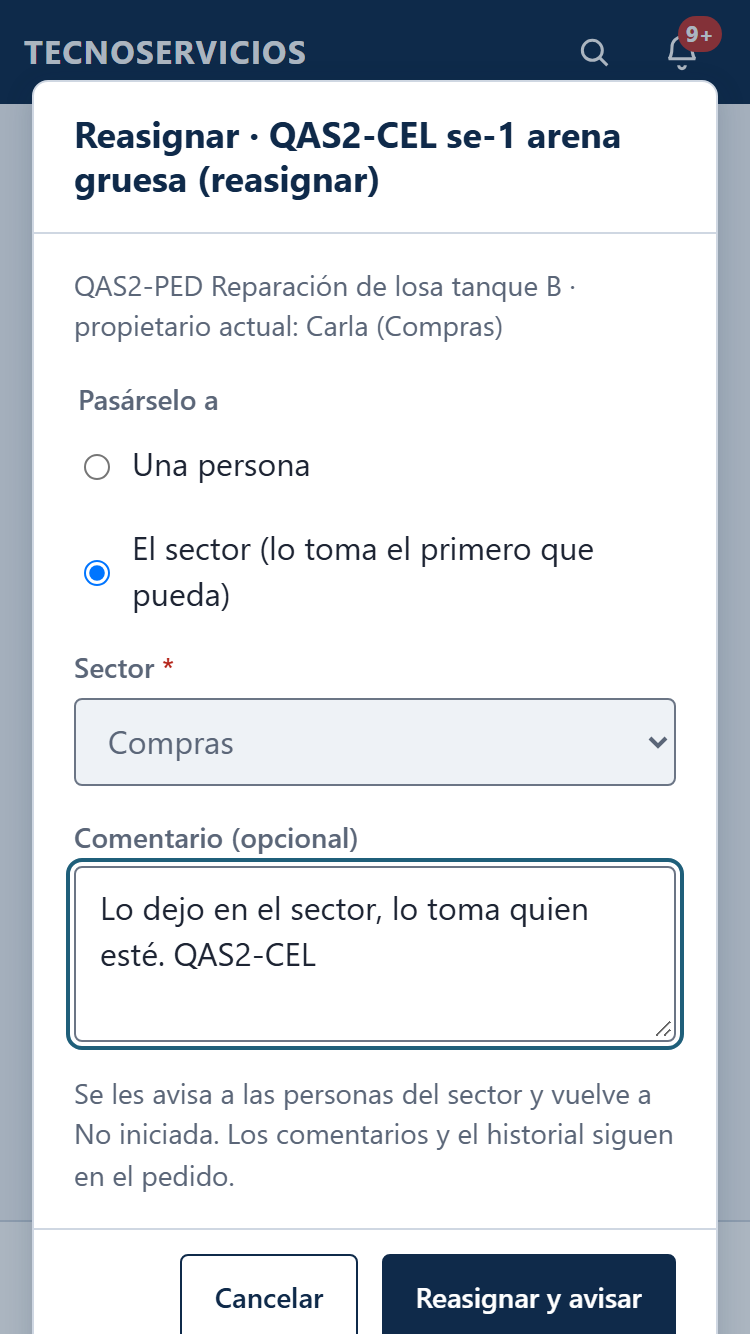 TECNOSERVICIOS
9+
Reasignar · QAS2-CEL se-1 arena
gruesa (reasignar)
QAS2-PED Reparación de losa tanque B ·
propietario actual: Carla (Compras)
Pasárselo a
Una persona
El sector (lo toma el primero que
pueda)
Sector *
Compras
Comentario (opcional)
Lo dejo en el sector, lo toma quien
esté. QAS2-CEL
Se les avisa a las personas del sector y vuelve a
No iniciada. Los comentarios y el historial siguen
en el pedido.
Cancelar
Reasignar y avisar